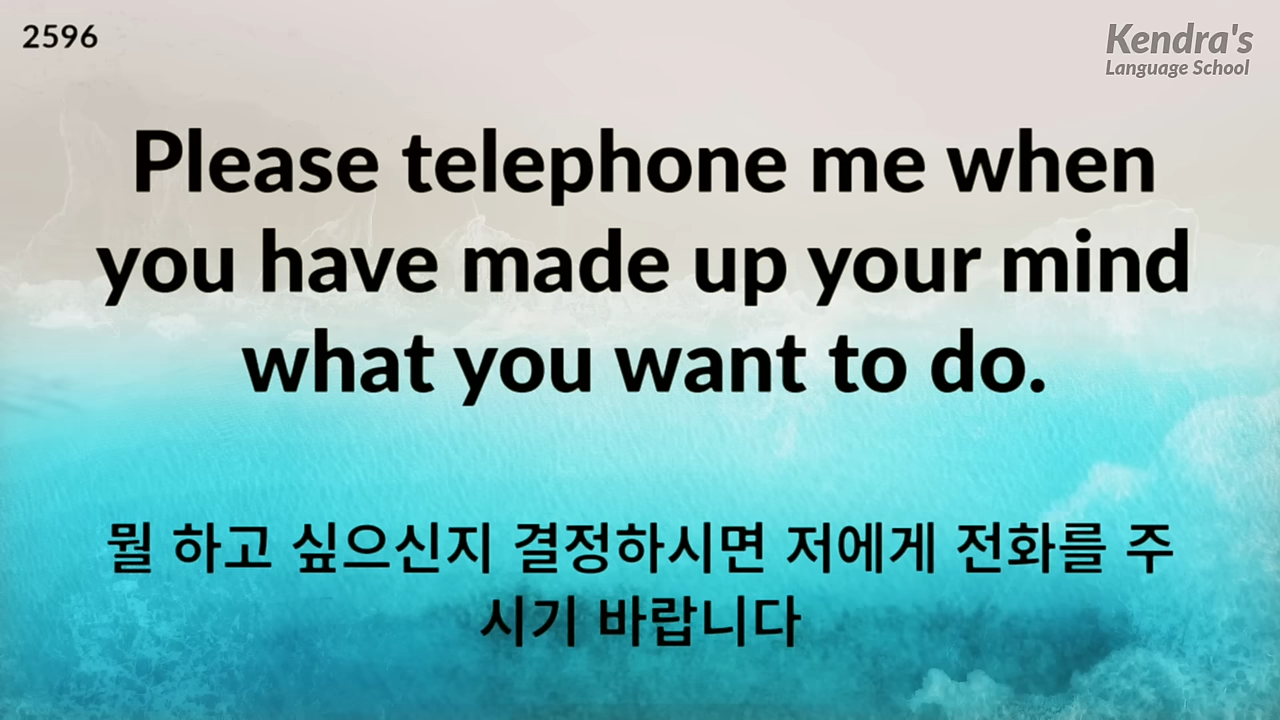 2596
Kendra's
Language School
Please telephone me when
you have made up your mind
what you want to do.
뭘 하고 싶으신지 결정하시면 저에게 전화를 주
시기 바랍니다